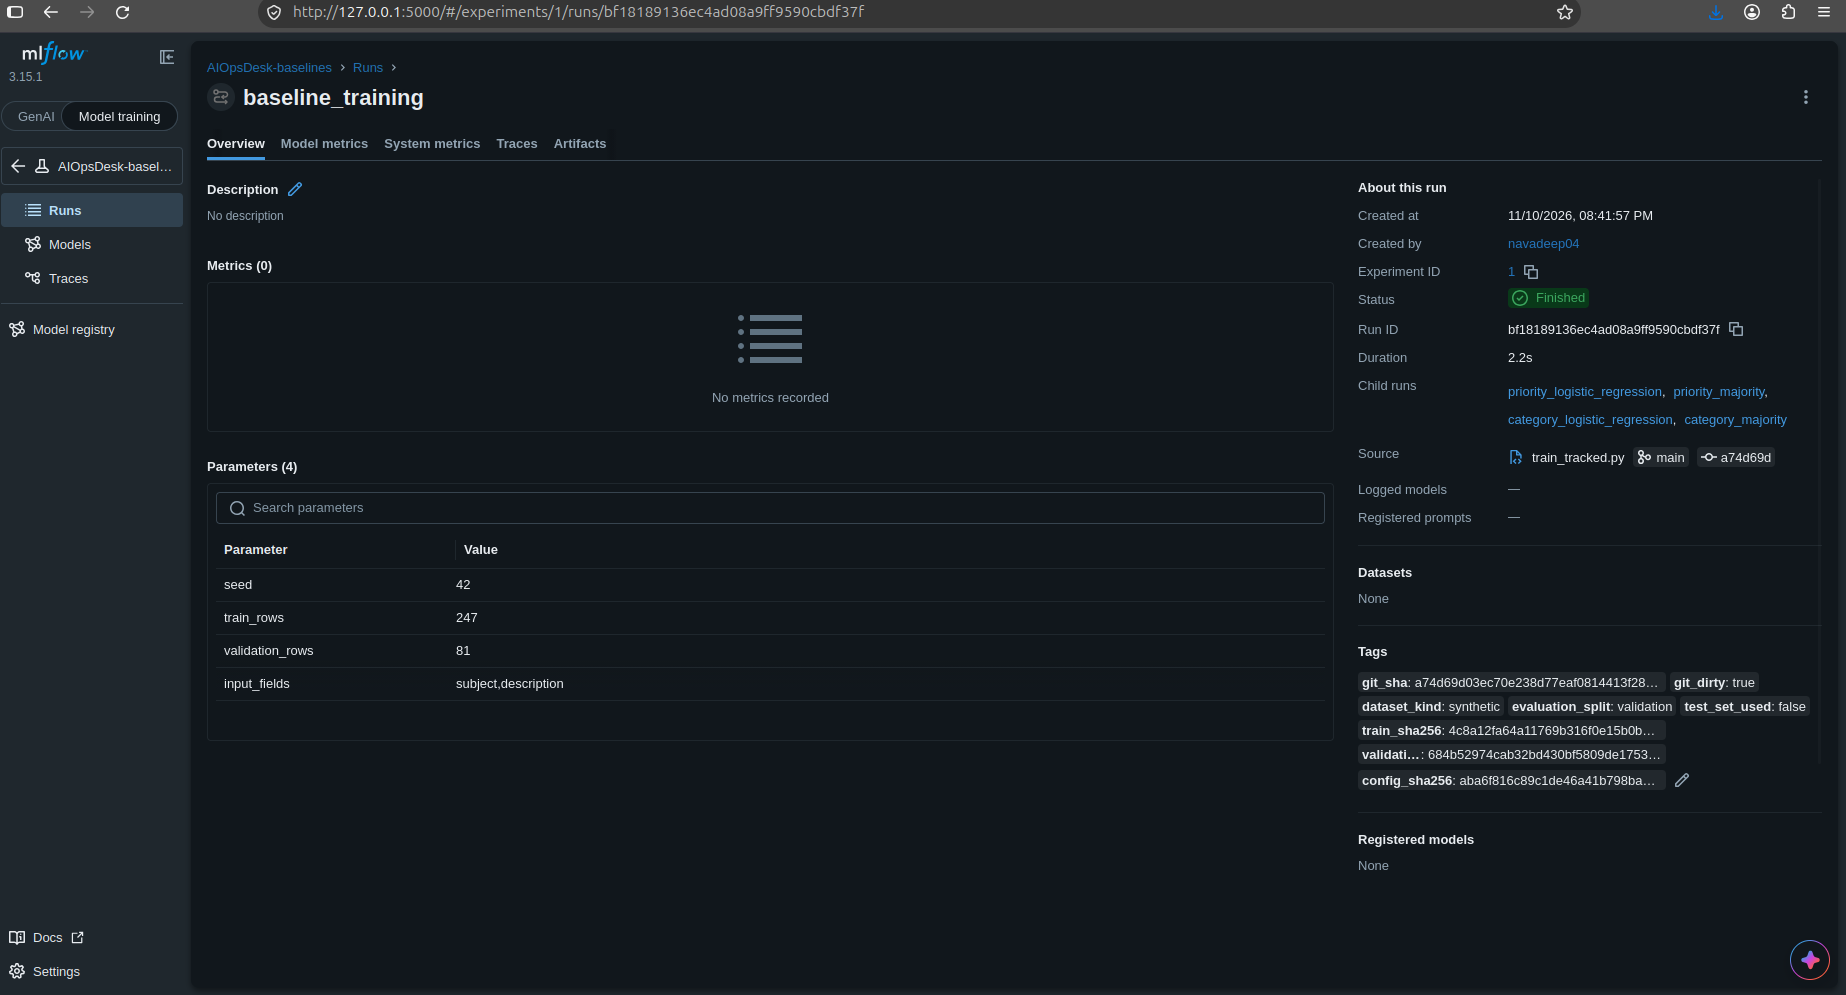 http://127.0.0.1:5000/#/experiments/1/runs/bf18189136ec4ad08a9ff9590cbdf37f
mlflow
3.15.1
GenAI Model training
AIOpsDesk-basel...
Runs
Models
Traces
Model registry
Docs
Settings
AIOpsDesk-baselines > Runs >
baseline_training
Overview Model metrics System metrics Traces Artifacts
Description
No description
Metrics (0)
No metrics recorded
Parameters (4)
Search parameters
Parameter Value
seed 42
train_rows 247
validation_rows 81
input_fields subject,description
About this run
Created at 11/10/2026, 08:41:57 PM
Created by navadeep04
Experiment ID 1
Status Finished
Run ID bf18189136ec4ad08a9ff9590cbdf37f
Duration 2.2s
Child runs priority_logistic_regression, priority_majority,
category_logistic_regression, category_majority
Source train_tracked.py main a74d69d
Logged models —
Registered prompts —
Datasets
None
Tags
git_sha: a74d69d03ec70e238d77eaf0814413f28... git_dirty: true
dataset_kind: synthetic evaluation_split: validation test_set_used: false
train_sha256: 4c8a12fa64a11769b316f0e15b0b...
validati...: 684b52974cab32bd430bf5809de1753...
config_sha256: aba6f816c89c1de46a41b798ba...
Registered models
None